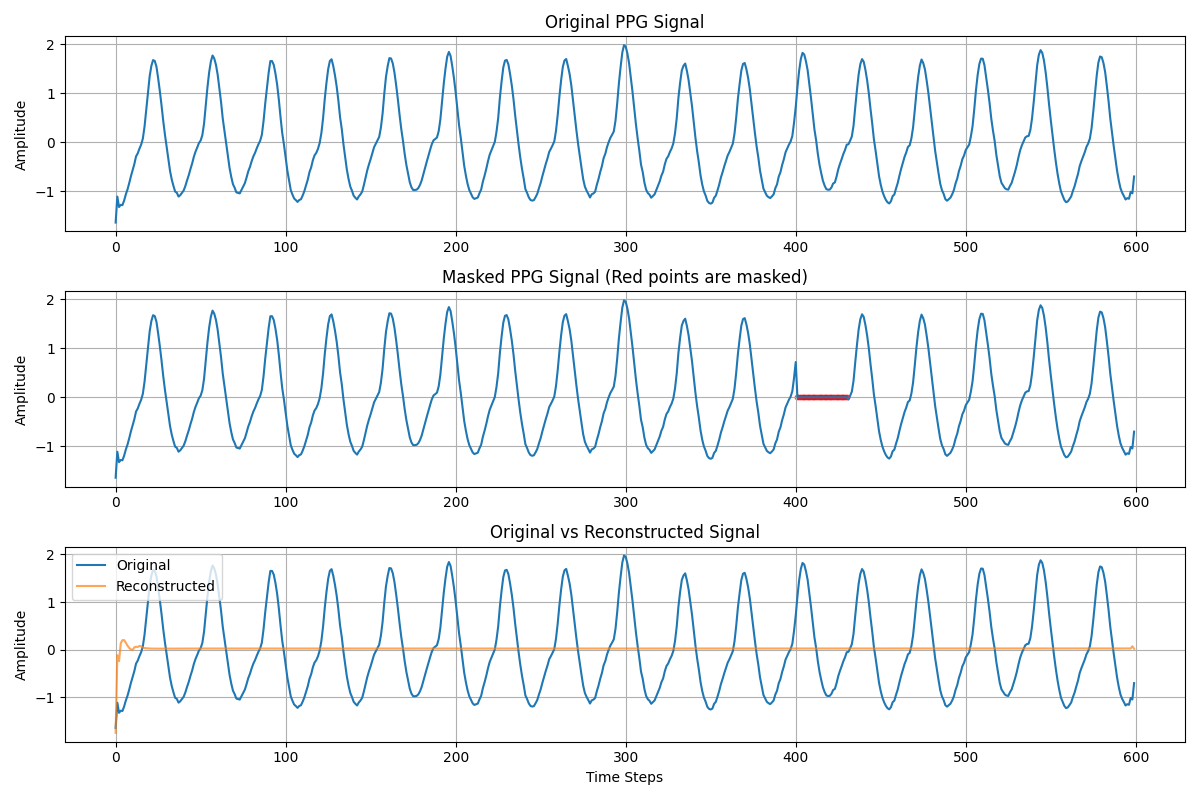 Original PPG Signal
2
1
0
−1
Amplitude
0 100 200 300 400 500 600
Masked PPG Signal (Red points are masked)
2
1
0
−1
Amplitude
0 100 200 300 400 500 600
Original vs Reconstructed Signal
Original
Reconstructed
2
1
0
−1
Amplitude
0 100 200 300 400 500 600
Time Steps